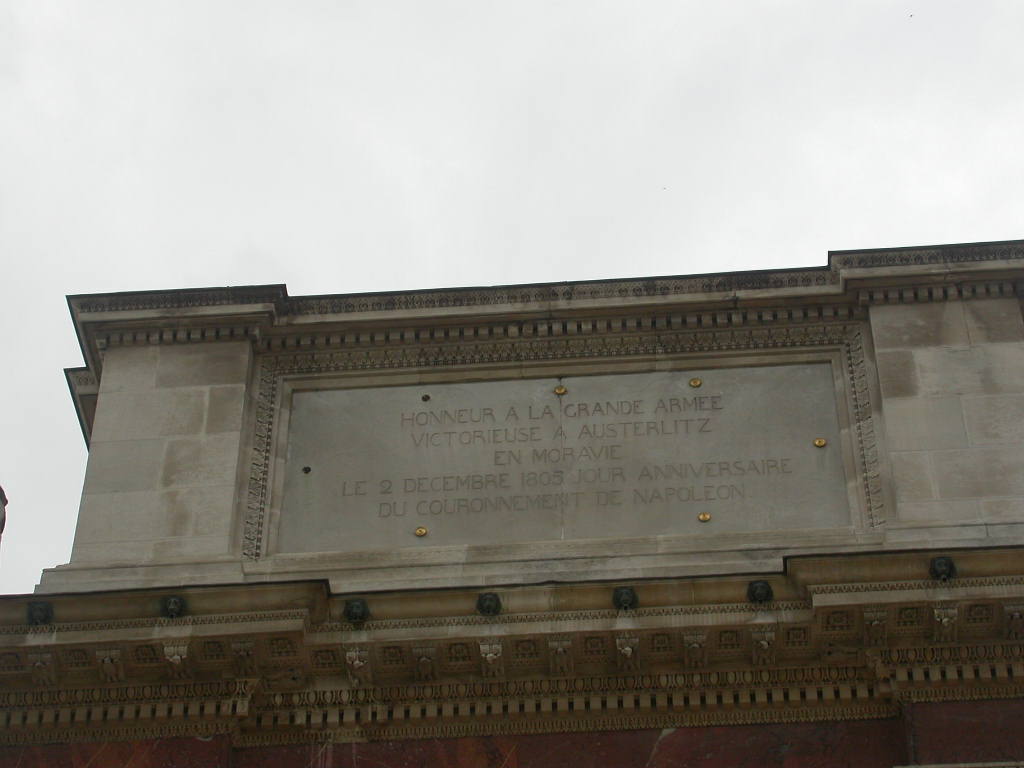 HONNEUR A LA GRANDE ARMEE
VICTORIEUSE A AUSTERLITZ
EN MORAVIE
LE 2 DECEMBRE 1805 JOUR ANNIVERSAIRE
DU COURONNEMENT DE NAPOLEON